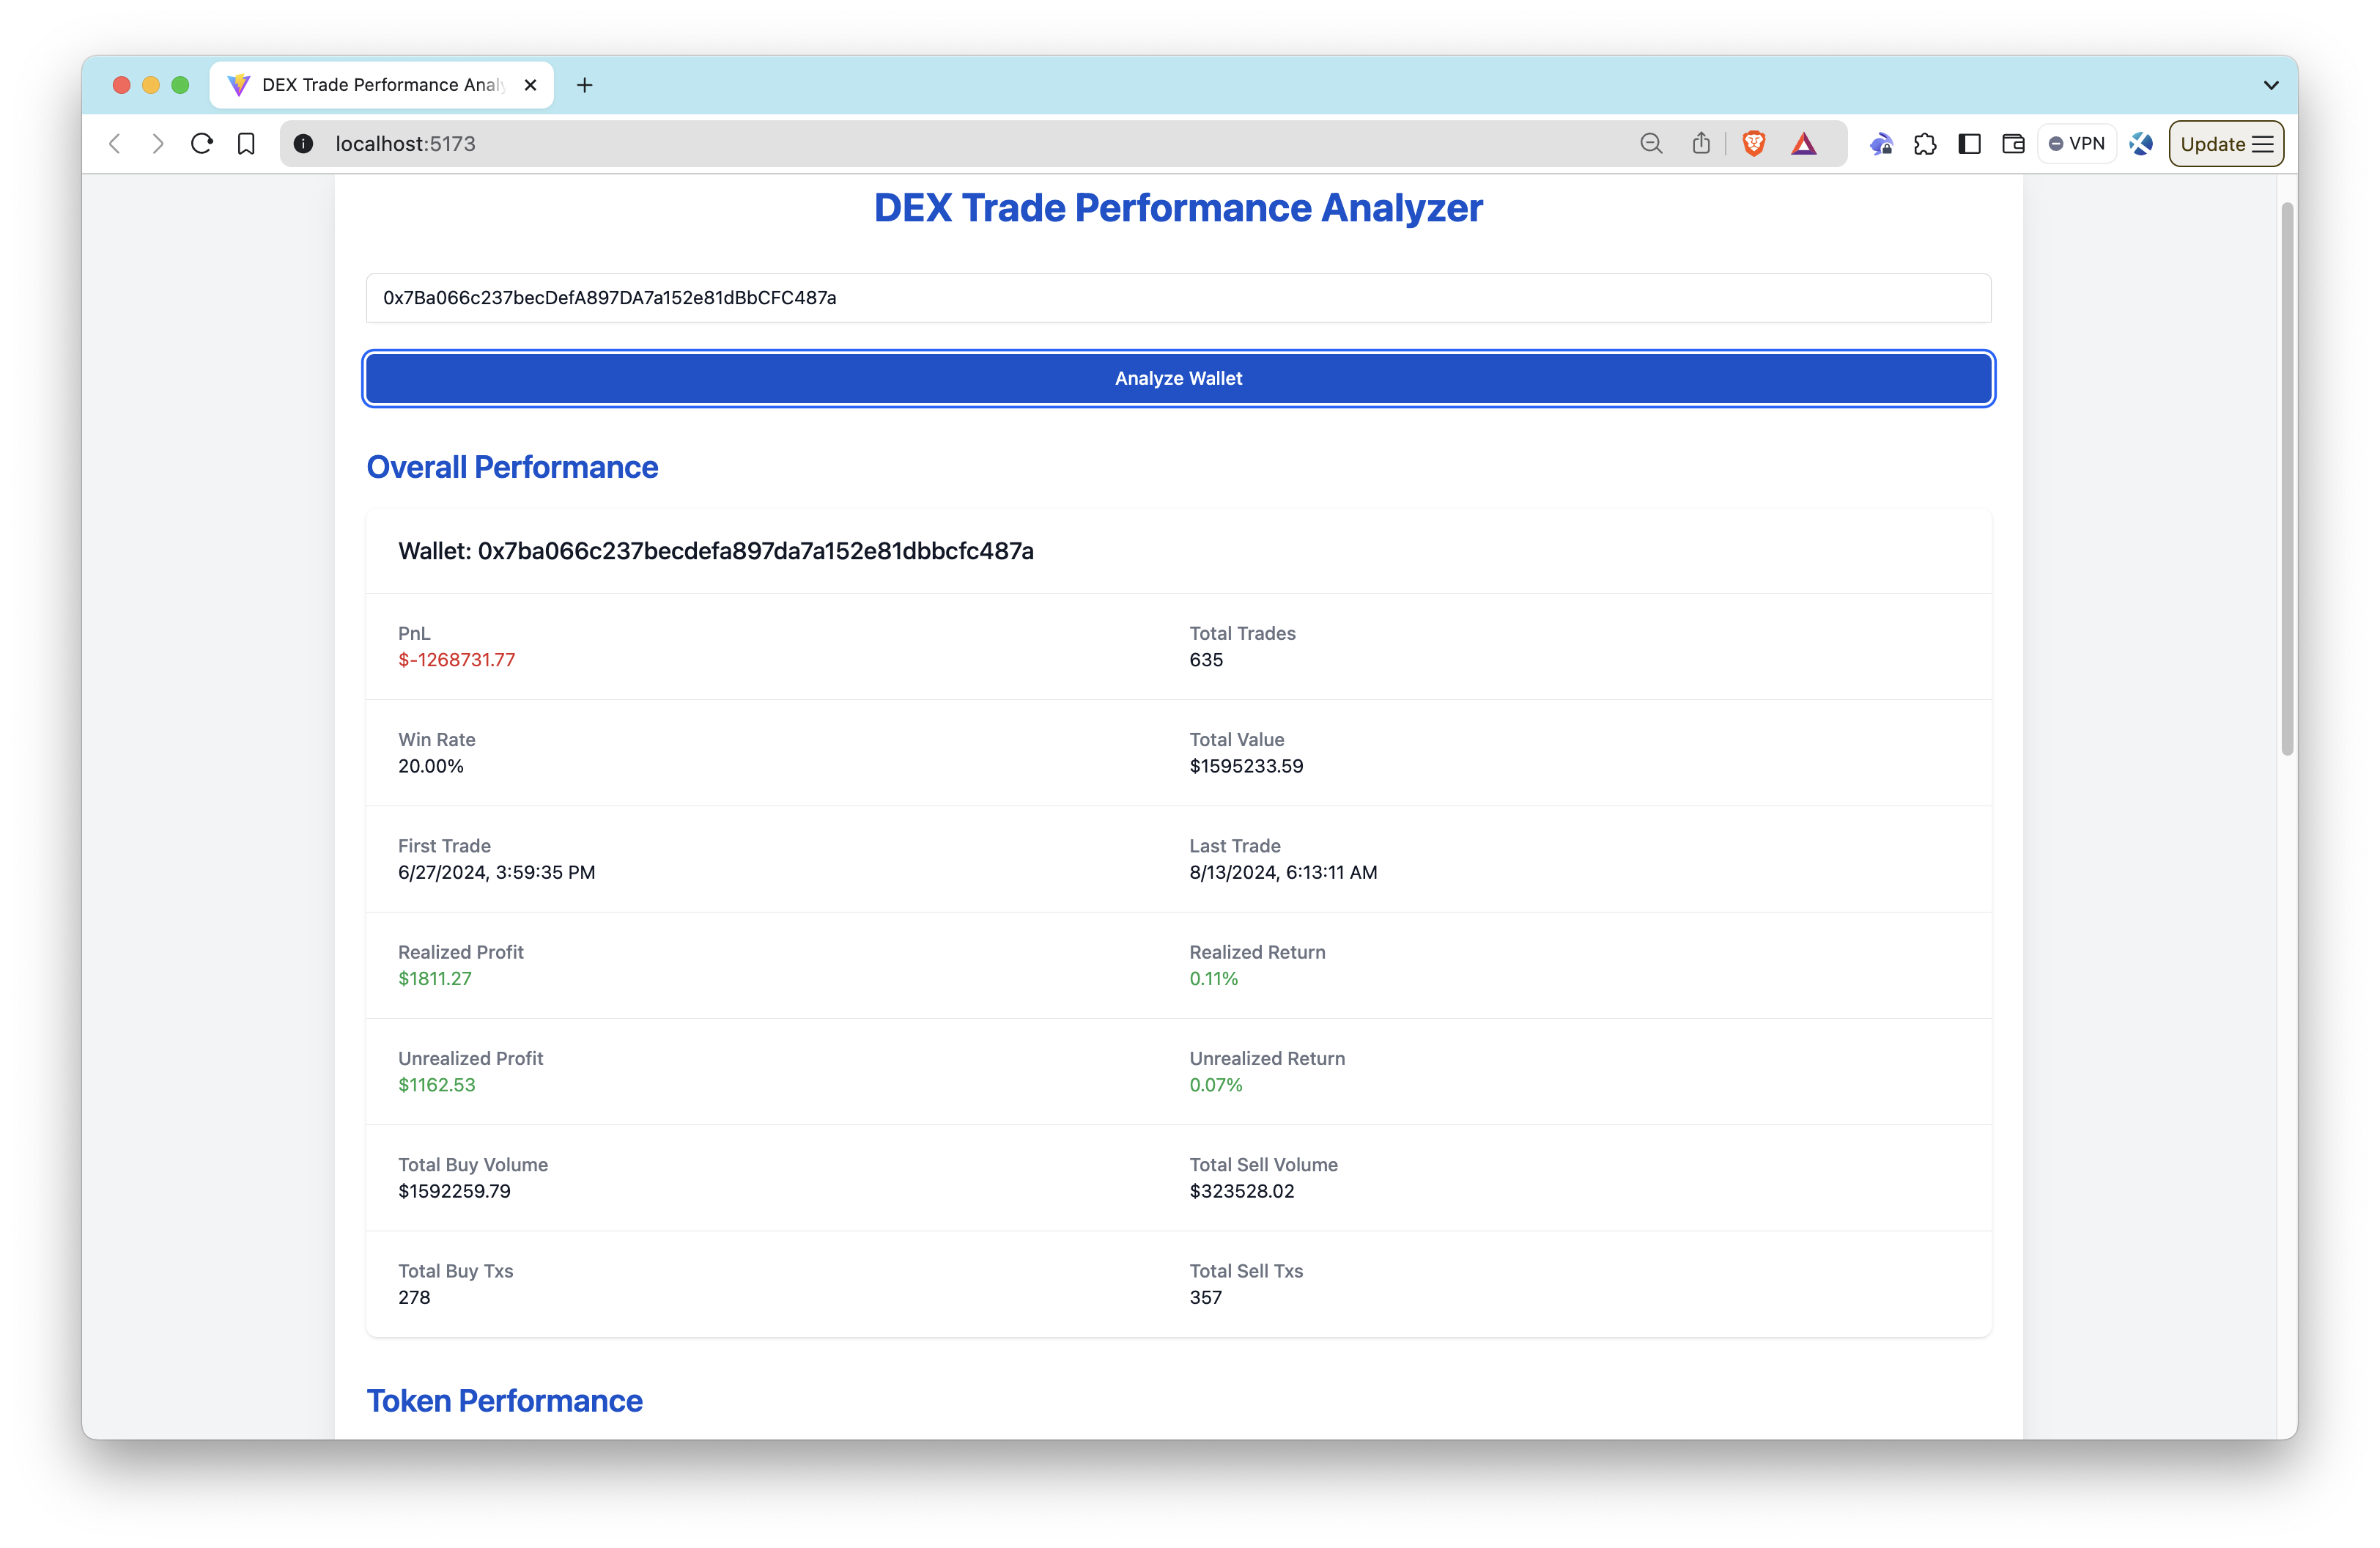 DEX Trade Performance Analy
localhost:5173
VPN
Update
DEX Trade Performance Analyzer
0x7Ba066c237becDefA897DA7a152e81dBbCFC487a
Analyze Wallet
Overall Performance
Wallet: 0x7ba066c237becdefa897da7a152e81dbbcfc487a
PnL
$-1268731.77
Total Trades
635
Win Rate
20.00%
Total Value
$1595233.59
First Trade
6/27/2024, 3:59:35 PM
Last Trade
8/13/2024, 6:13:11 AM
Realized Profit
$1811.27
Realized Return
0.11%
Unrealized Profit
$1162.53
Unrealized Return
0.07%
Total Buy Volume
$1592259.79
Total Sell Volume
$323528.02
Total Buy Txs
278
Total Sell Txs
357
Token Performance